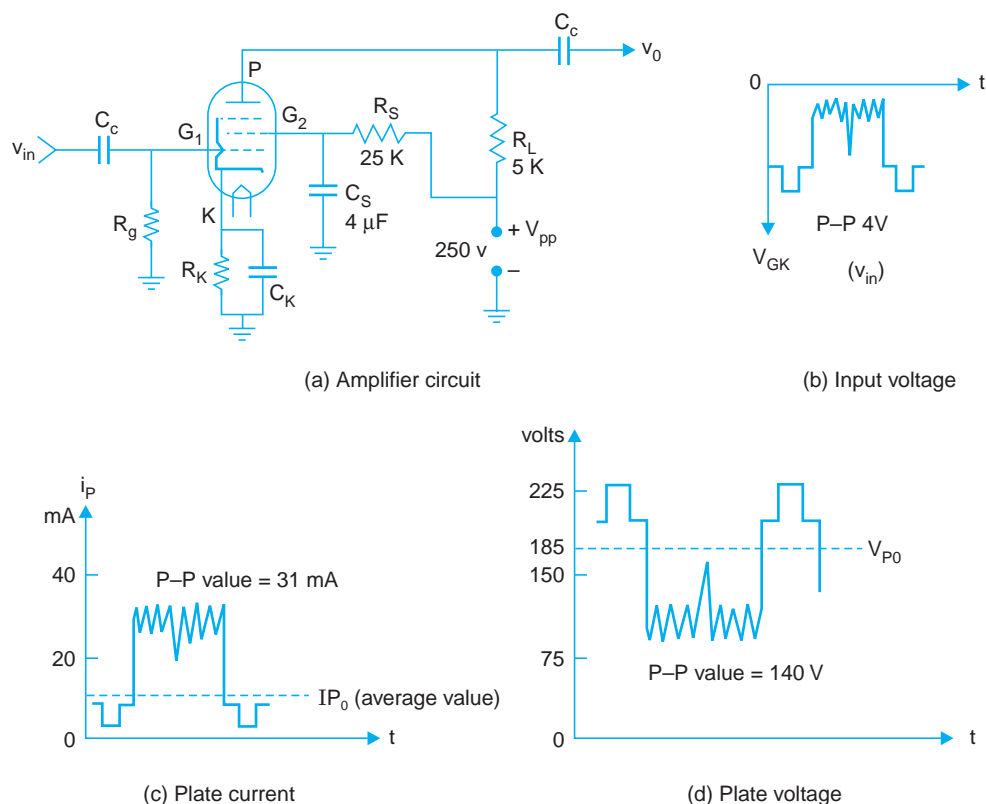 C_c
v_0
P
G_1
G_2
R_S
25 K
C_c
v_in
R_L
5 K
C_S
4 µF
R_g
K
R_K
C_K
250 v
+ V_pp
–
(a) Amplifier circuit
0
t
P–P 4V
V_GK
(v_in)
(b) Input voltage
i_P
mA
40
P–P value = 31 mA
20
IP_0 (average value)
0
t
(c) Plate current
volts
225
185
V_P0
150
75
P–P value = 140 V
0
t
(d) Plate voltage